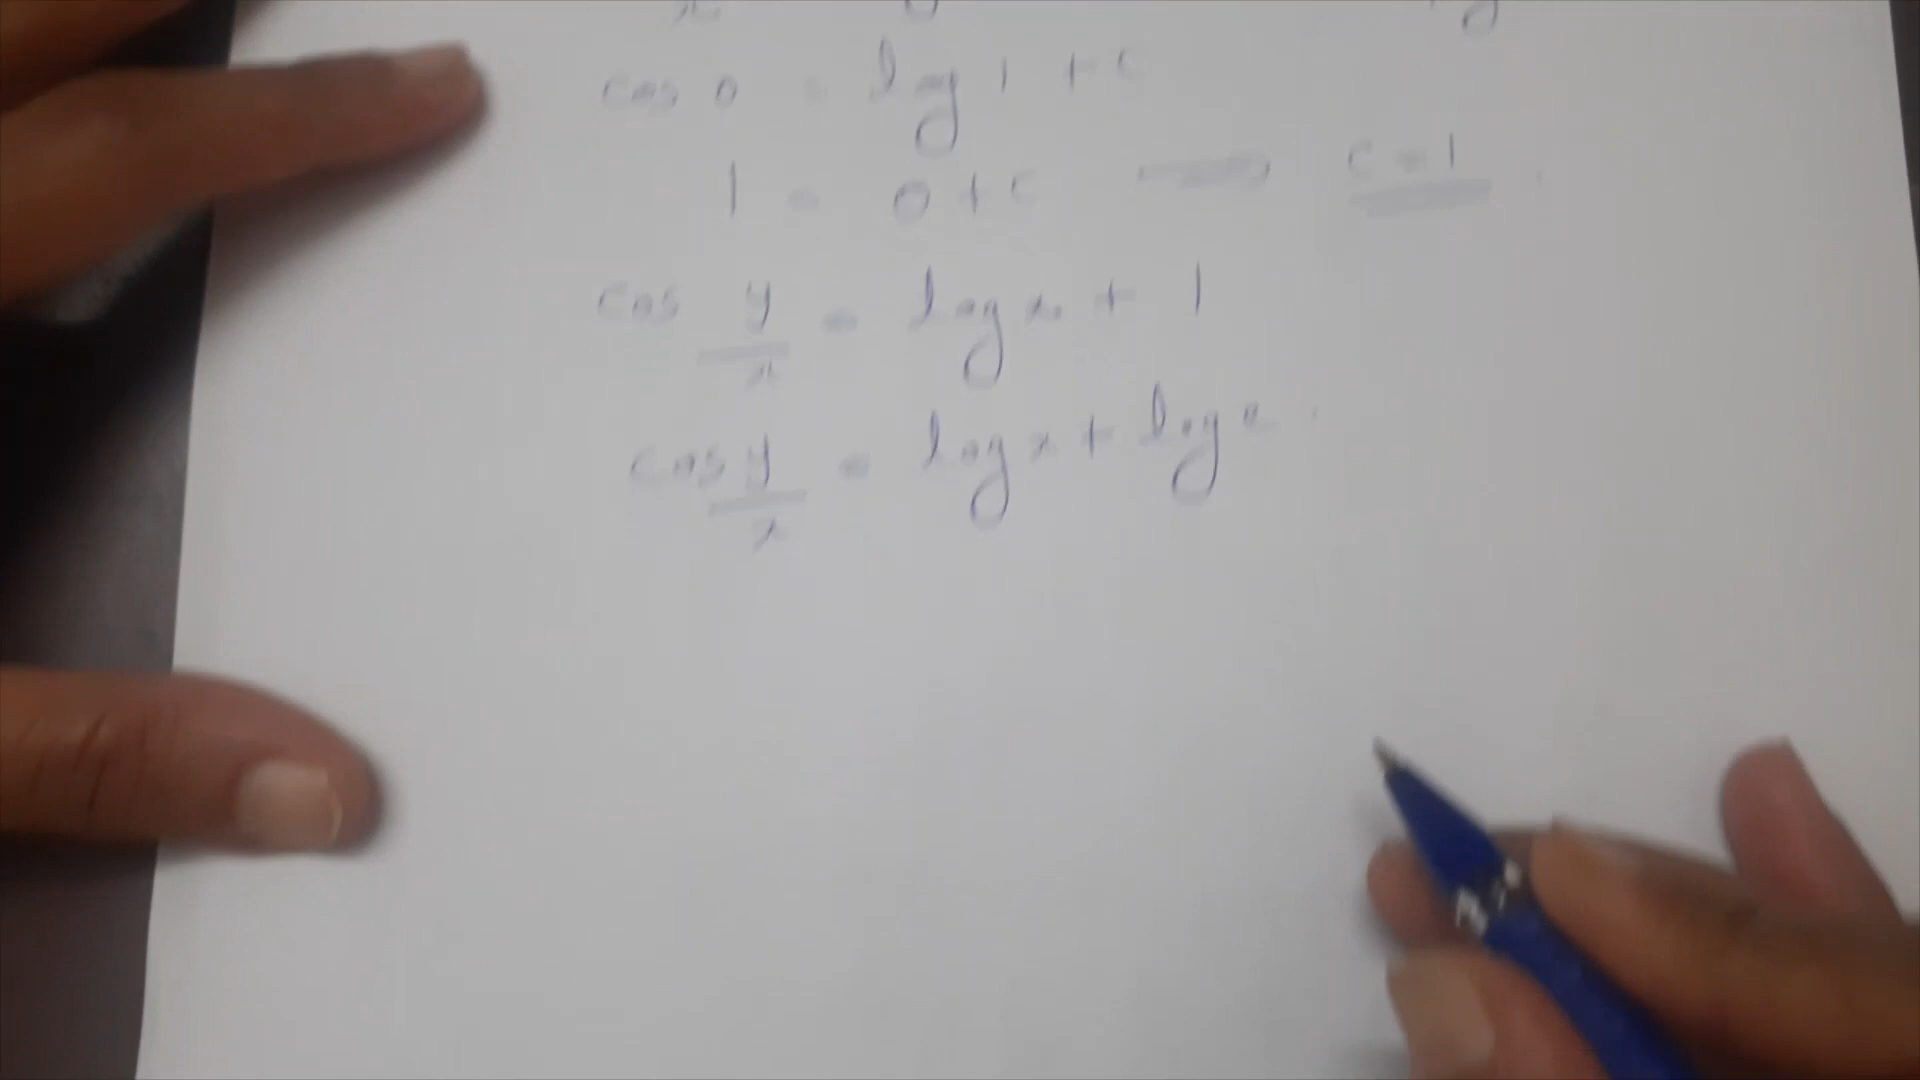 cos 0 = log 1 + c
1 = 0 + c ⟹ c = 1
cos y/x = log x + 1
cos y/x = log x + log e